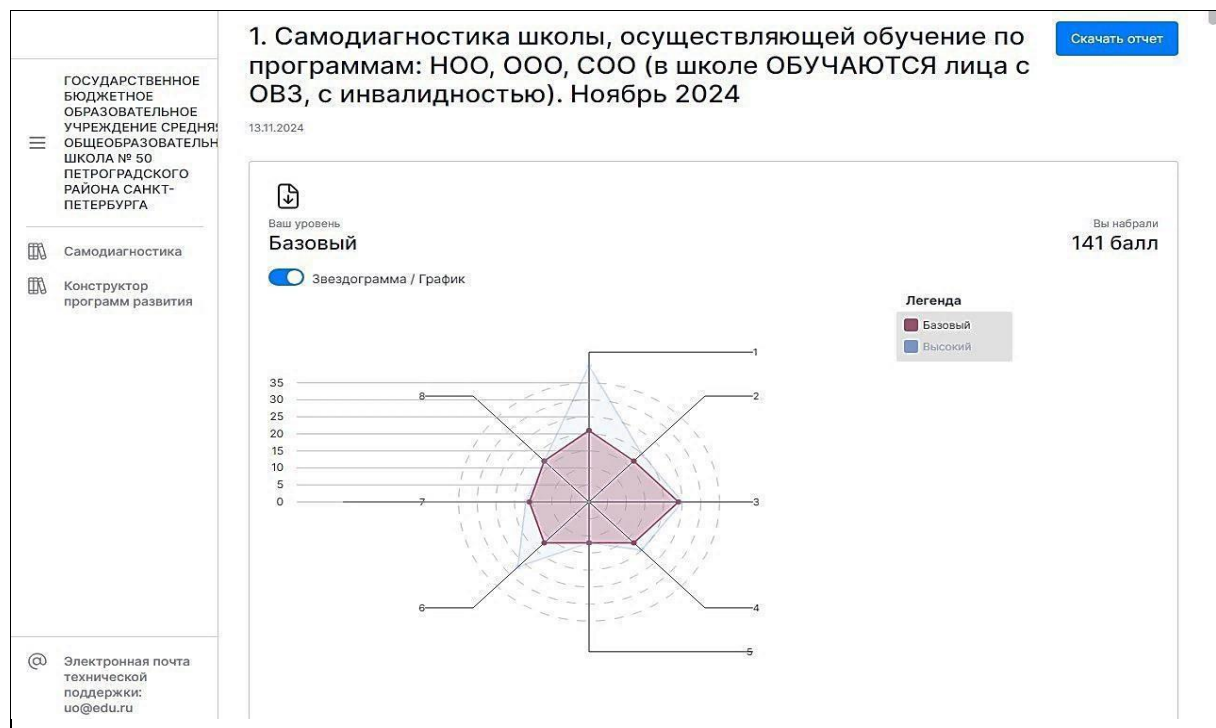 1. Самодиагностика школы, осуществляющей обучение по
программам: НОО, ООО, СОО (в школе ОБУЧАЮТСЯ лица с
ОВЗ, с инвалидностью). Ноябрь 2024
Скачать отчет
13.11.2024
ГОСУДАРСТВЕННОЕ
БЮДЖЕТНОЕ
ОБРАЗОВАТЕЛЬНОЕ
УЧРЕЖДЕНИЕ СРЕДНЯ
ОБЩЕОБРАЗОВАТЕЛЬН
ШКОЛА № 50
ПЕТРОГРАДСКОГО
РАЙОНА САНКТ-
ПЕТЕРБУРГА
Самодиагностика
Конструктор
программ развития
Ваш уровень
Базовый
Вы набрали
141 балл
Звездограмма / График
Легенда
Базовый
Высокий
1
2
3
4
5
6
7
8
35
30
25
20
15
10
5
0
Электронная почта
технической
поддержки:
uo@edu.ru